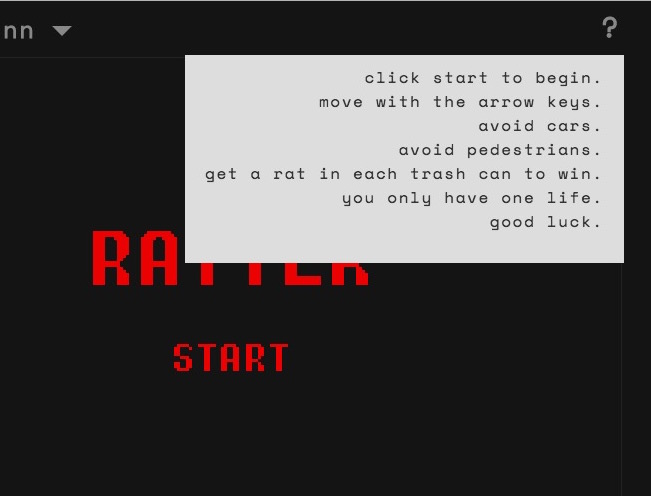 nn
?
click start to begin.
move with the arrow keys.
avoid cars.
avoid pedestrians.
get a rat in each trash can to win.
you only have one life.
good luck.
RATTER
START